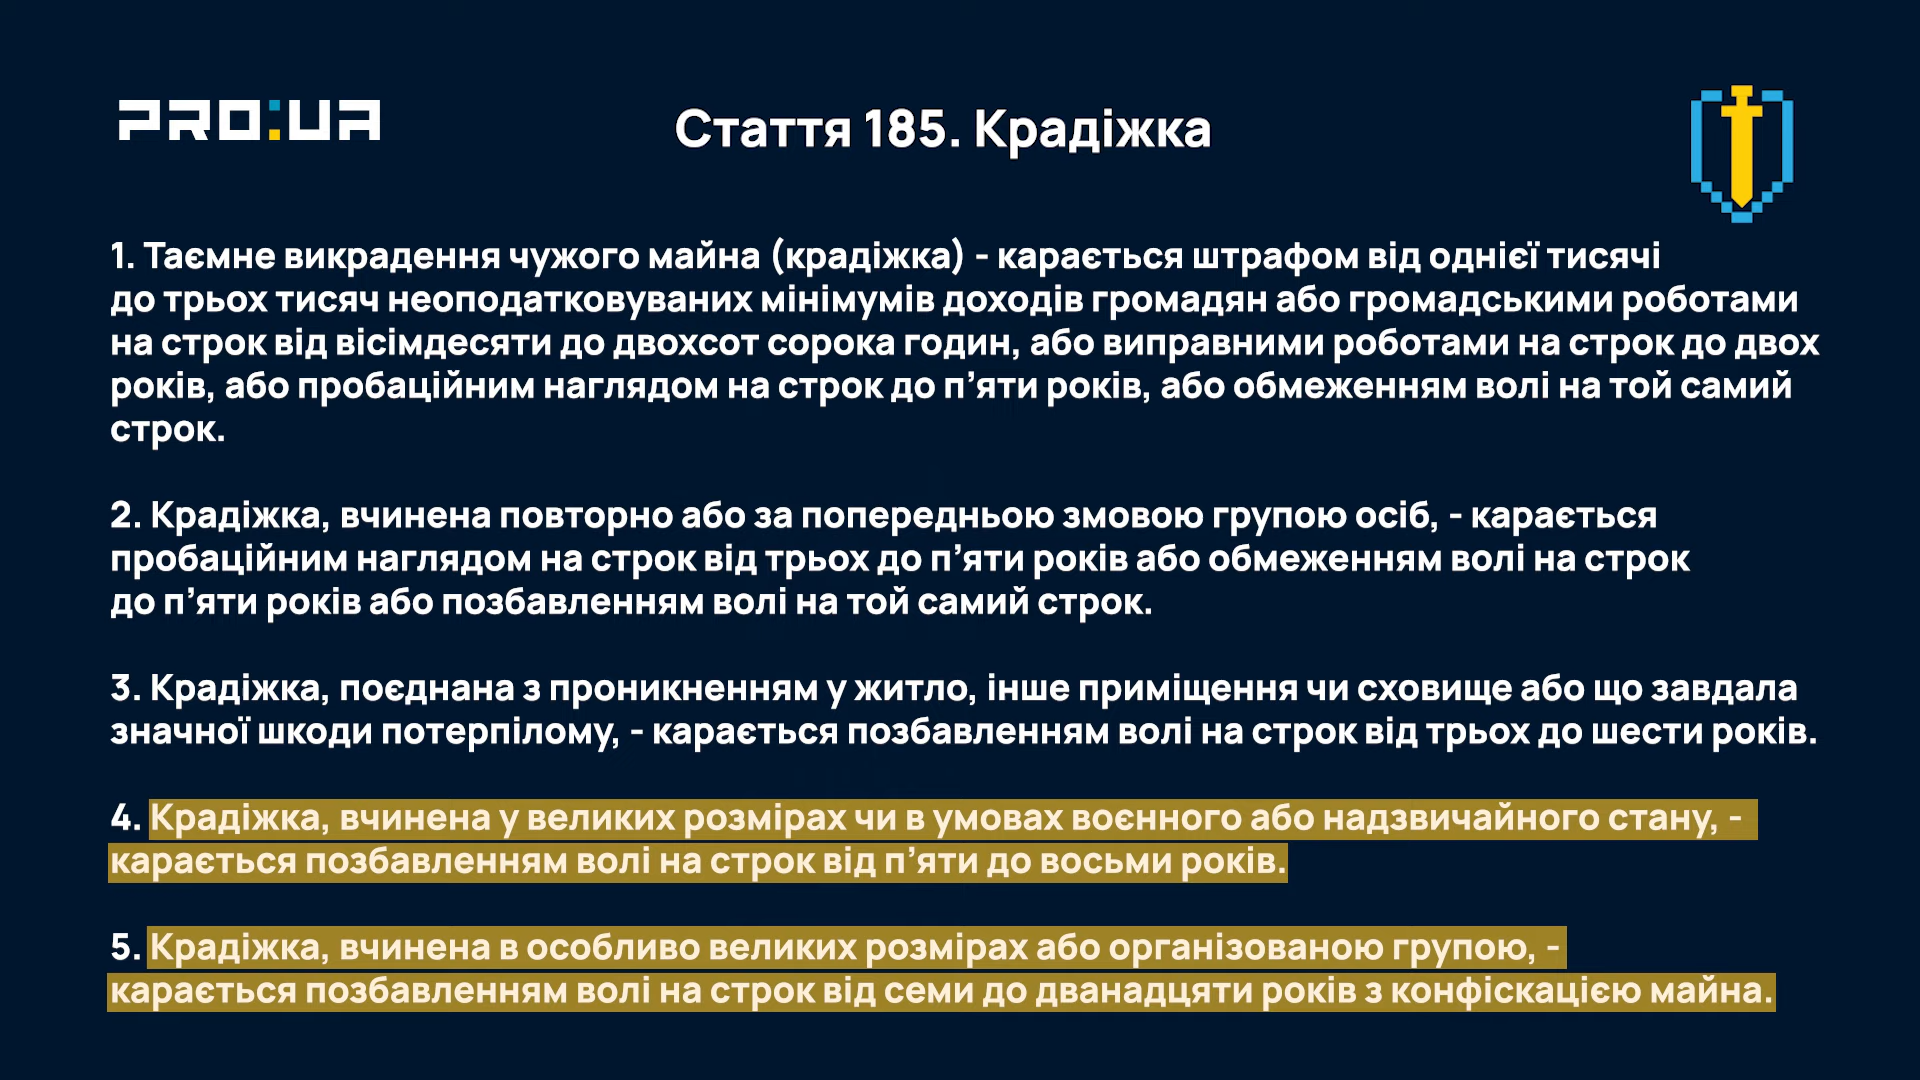 PRO:UA
Стаття 185. Крадіжка
1. Таємне викрадення чужого майна (крадіжка) - карається штрафом від однієї тисячі
до трьох тисяч неоподатковуваних мінімумів доходів громадян або громадськими роботами
на строк від вісімдесяти до двохсот сорока годин, або виправними роботами на строк до двох
років, або пробаційним наглядом на строк до п’яти років, або обмеженням волі на той самий
строк.
2. Крадіжка, вчинена повторно або за попередньою змовою групою осіб, - карається
пробаційним наглядом на строк від трьох до п’яти років або обмеженням волі на строк
до п’яти років або позбавленням волі на той самий строк.
3. Крадіжка, поєднана з проникненням у житло, інше приміщення чи сховище або що завдала
значної шкоди потерпілому, - карається позбавленням волі на строк від трьох до шести років.
4. Крадіжка, вчинена у великих розмірах чи в умовах воєнного або надзвичайного стану, -
карається позбавленням волі на строк від п’яти до восьми років.
5. Крадіжка, вчинена в особливо великих розмірах або організованою групою, -
карається позбавленням волі на строк від семи до дванадцяти років з конфіскацією майна.